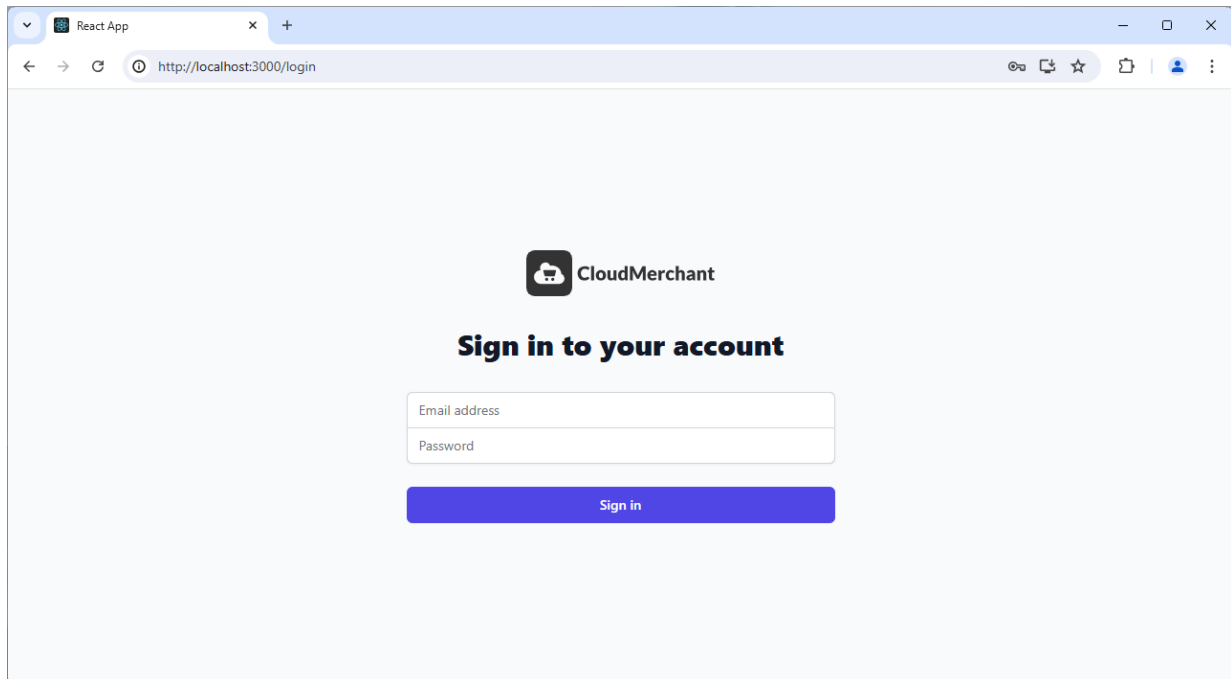 React App
http://localhost:3000/login
CloudMerchant
Sign in to your account
Email address
Password
Sign in